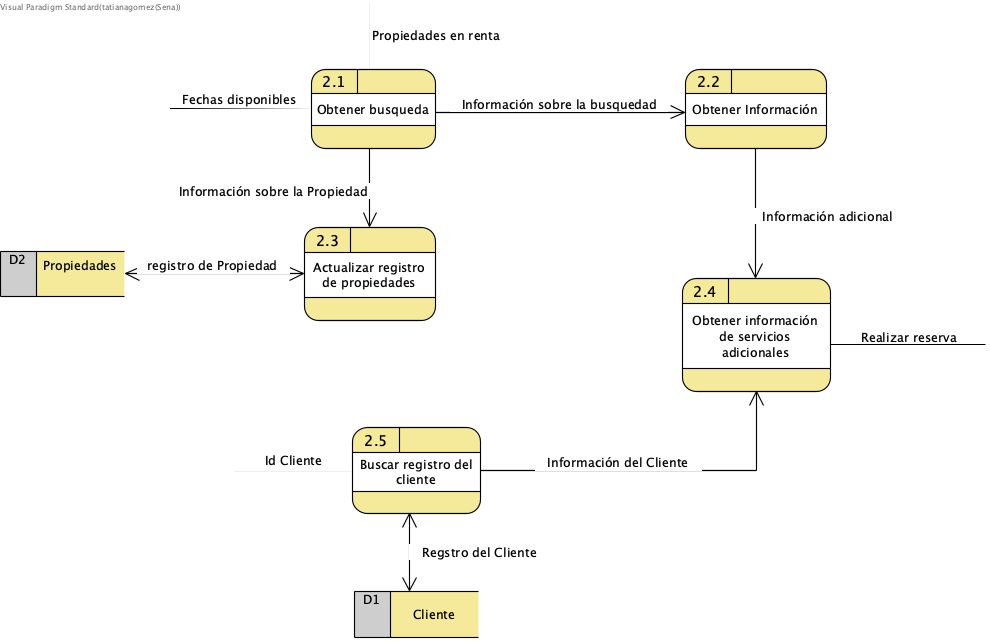 Visual Paradigm Standard(tatianagomez(Sena))
Propiedades en renta
2.1
Obtener busqueda
Fechas disponibles
Información sobre la busquedad
2.2
Obtener Información
Información sobre la Propiedad
Información adicional
2.3
Actualizar registro
de propiedades
D2
Propiedades
registro de Propiedad
2.4
Obtener información
de servicios
adicionales
Realizar reserva
2.5
Buscar registro del
cliente
Id Cliente
Información del Cliente
Regstro del Cliente
D1
Cliente